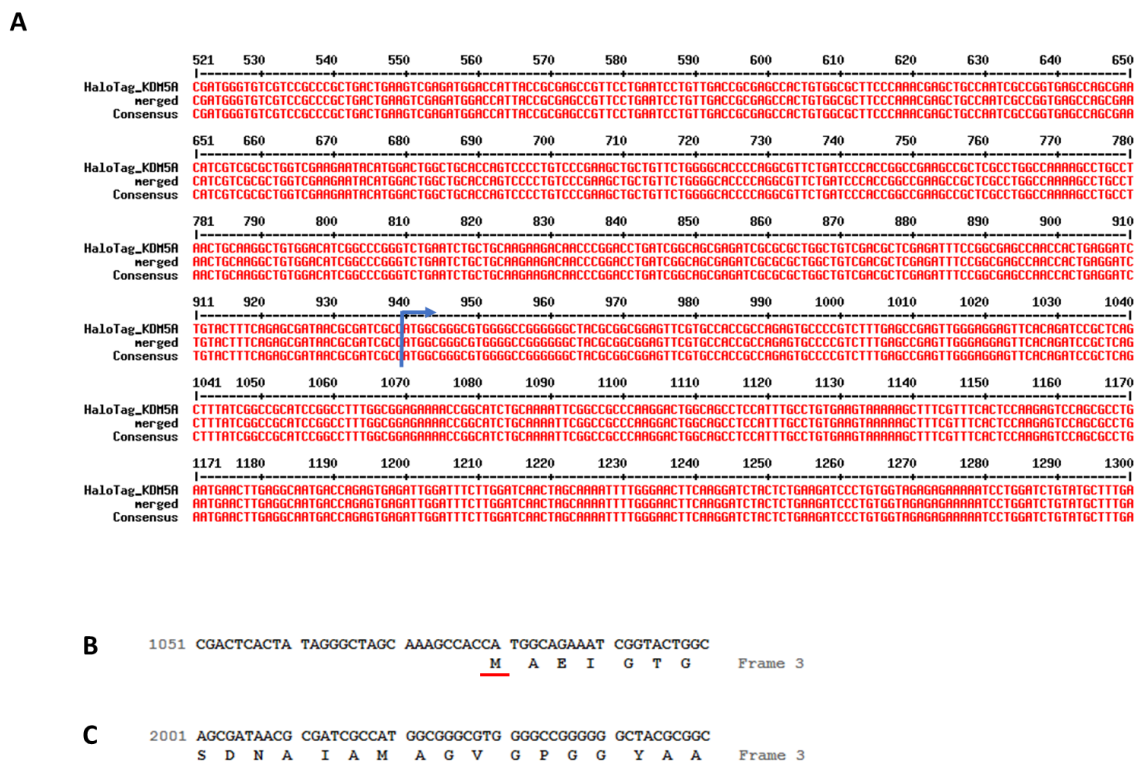 A
521 530 540 550 560 570 580 590 600 610 620 630 640 650
HaloTag_KDM5A CGATGGGTGTCGTCCGCCCGCTGACTGAAGTCGAGATGGACCATTACCGCGAGCCGTTCCTGAATCCTGTTGACCGCGAGCCACTGTGGCGCTTCCCAAACGAGCTGCCAATCGCCGGTGAGCCAGCGAA
merged CGATGGGTGTCGTCCGCCCGCTGACTGAAGTCGAGATGGACCATTACCGCGAGCCGTTCCTGAATCCTGTTGACCGCGAGCCACTGTGGCGCTTCCCAAACGAGCTGCCAATCGCCGGTGAGCCAGCGAA
Consensus CGATGGGTGTCGTCCGCCCGCTGACTGAAGTCGAGATGGACCATTACCGCGAGCCGTTCCTGAATCCTGTTGACCGCGAGCCACTGTGGCGCTTCCCAAACGAGCTGCCAATCGCCGGTGAGCCAGCGAA
651 660 670 680 690 700 710 720 730 740 750 760 770 780
HaloTag_KDM5A CATCGTCGCGCTGGTCGAAGAATACATGGACTGGCTGCACCAGTCCCCTGTCCCGAAGCTGCTGTTCTGGGGCACCCCAGGCGTTCTGATCCCACCGGCCGAAGCCGCTCGCCTGGCCAAAAGCCTGCCT
merged CATCGTCGCGCTGGTCGAAGAATACATGGACTGGCTGCACCAGTCCCCTGTCCCGAAGCTGCTGTTCTGGGGCACCCCAGGCGTTCTGATCCCACCGGCCGAAGCCGCTCGCCTGGCCAAAAGCCTGCCT
Consensus CATCGTCGCGCTGGTCGAAGAATACATGGACTGGCTGCACCAGTCCCCTGTCCCGAAGCTGCTGTTCTGGGGCACCCCAGGCGTTCTGATCCCACCGGCCGAAGCCGCTCGCCTGGCCAAAAGCCTGCCT
781 790 800 810 820 830 840 850 860 870 880 890 900 910
HaloTag_KDM5A AACTGCAAGGCTGTGGACATCGGCCCGGGTCTGAATCTGCTGCAAGAAGACAACCCGGACCTGATCGGCAGCGAGATCGCGCGCTGGCTGTCGACGCTCGAGATTTCCGGCGAGCCAACCACTGAGGATC
merged AACTGCAAGGCTGTGGACATCGGCCCGGGTCTGAATCTGCTGCAAGAAGACAACCCGGACCTGATCGGCAGCGAGATCGCGCGCTGGCTGTCGACGCTCGAGATTTCCGGCGAGCCAACCACTGAGGATC
Consensus AACTGCAAGGCTGTGGACATCGGCCCGGGTCTGAATCTGCTGCAAGAAGACAACCCGGACCTGATCGGCAGCGAGATCGCGCGCTGGCTGTCGACGCTCGAGATTTCCGGCGAGCCAACCACTGAGGATC
911 920 930 940 950 960 970 980 990 1000 1010 1020 1030 1040
HaloTag_KDM5A TGTACTTTCAGAGCGATAACGCGATCGCCATGGCGGGCGTGGGGCCGGGGGGCTACGCGGCGGAGTTCGTGCCACCGCCAGAGTGCCCCGTCTTTGAGCCGAGTTGGGAGGAGTTCACAGATCCGCTCAG
merged TGTACTTTCAGAGCGATAACGCGATCGCCATGGCGGGCGTGGGGCCGGGGGGCTACGCGGCGGAGTTCGTGCCACCGCCAGAGTGCCCCGTCTTTGAGCCGAGTTGGGAGGAGTTCACAGATCCGCTCAG
Consensus TGTACTTTCAGAGCGATAACGCGATCGCCATGGCGGGCGTGGGGCCGGGGGGCTACGCGGCGGAGTTCGTGCCACCGCCAGAGTGCCCCGTCTTTGAGCCGAGTTGGGAGGAGTTCACAGATCCGCTCAG
1041 1050 1060 1070 1080 1090 1100 1110 1120 1130 1140 1150 1160 1170
HaloTag_KDM5A CTTTATCGGCCGCATCCGGCCTTTGGCGGAGAAAACCGGCATCTGCAAAATTCGGCCGCCCAAGGACTGGCAGCCTCCATTTGCCTGTGAAGTAAAAAGCTTTCGTTTCACTCCAAGAGTCCAGCGCCTG
merged CTTTATCGGCCGCATCCGGCCTTTGGCGGAGAAAACCGGCATCTGCAAAATTCGGCCGCCCAAGGACTGGCAGCCTCCATTTGCCTGTGAAGTAAAAAGCTTTCGTTTCACTCCAAGAGTCCAGCGCCTG
Consensus CTTTATCGGCCGCATCCGGCCTTTGGCGGAGAAAACCGGCATCTGCAAAATTCGGCCGCCCAAGGACTGGCAGCCTCCATTTGCCTGTGAAGTAAAAAGCTTTCGTTTCACTCCAAGAGTCCAGCGCCTG
1171 1180 1190 1200 1210 1220 1230 1240 1250 1260 1270 1280 1290 1300
HaloTag_KDM5A AATGAACTTGAGGCAATGACCAGAGTGAGATTGGATTTCTTGGATCAACTAGCAAAATTTTGGGAACTTCAAGGATCTACTCTGAAGATCCCTGTGGTAGAGAGAAAAATCCTGGATCTGTATGCTTTGA
merged AATGAACTTGAGGCAATGACCAGAGTGAGATTGGATTTCTTGGATCAACTAGCAAAATTTTGGGAACTTCAAGGATCTACTCTGAAGATCCCTGTGGTAGAGAGAAAAATCCTGGATCTGTATGCTTTGA
Consensus AATGAACTTGAGGCAATGACCAGAGTGAGATTGGATTTCTTGGATCAACTAGCAAAATTTTGGGAACTTCAAGGATCTACTCTGAAGATCCCTGTGGTAGAGAGAAAAATCCTGGATCTGTATGCTTTGA
B 1051 CGACTCACTA TAGGGCTAGC AAAGCCACCA TGGCAGAAAT CGGTACTGGC
M A E I G T G Frame 3
C 2001 AGCGATAACG CGATCGCCAT GGCGGGCGTG GGGCCGGGGG GCTACGCGGC
S D N A I A M A G V G P G G Y A A Frame 3